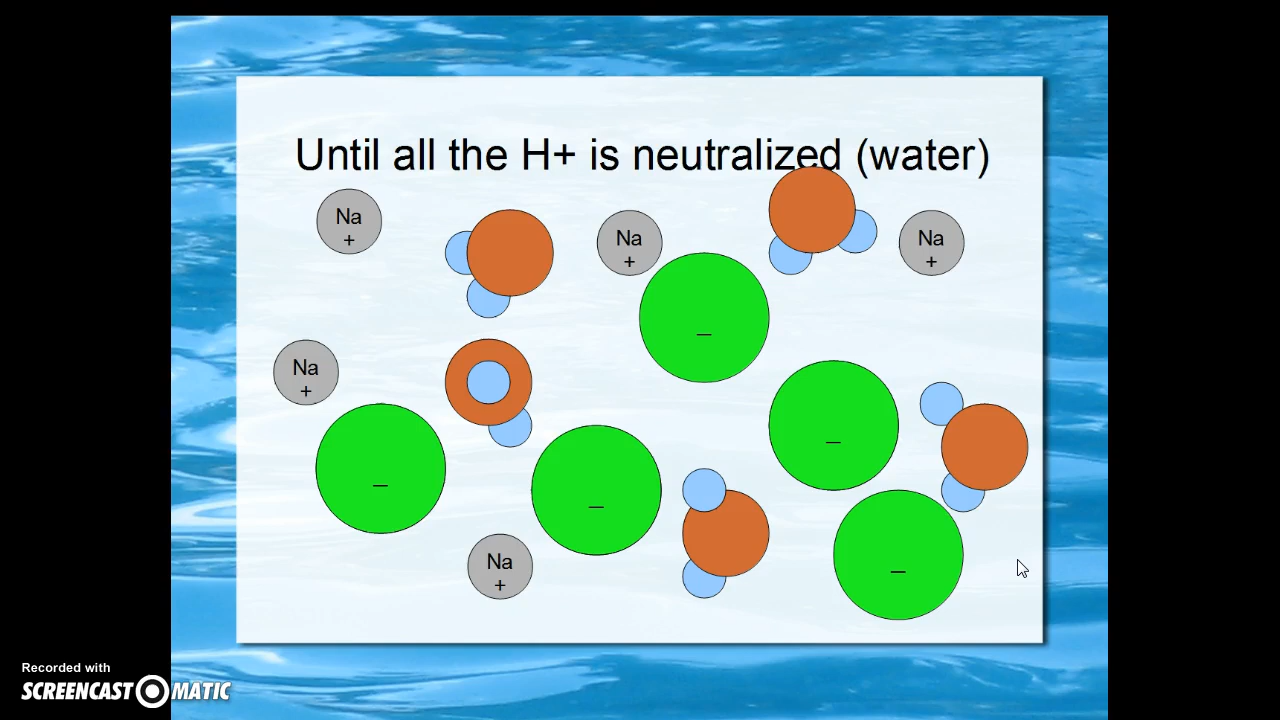 Until all the H+ is neutralized (water)
Na
+
Na
+
Na
+
_
Na
+
_
_
_
_
Na
+
Recorded with
SCREENCAST MATIC